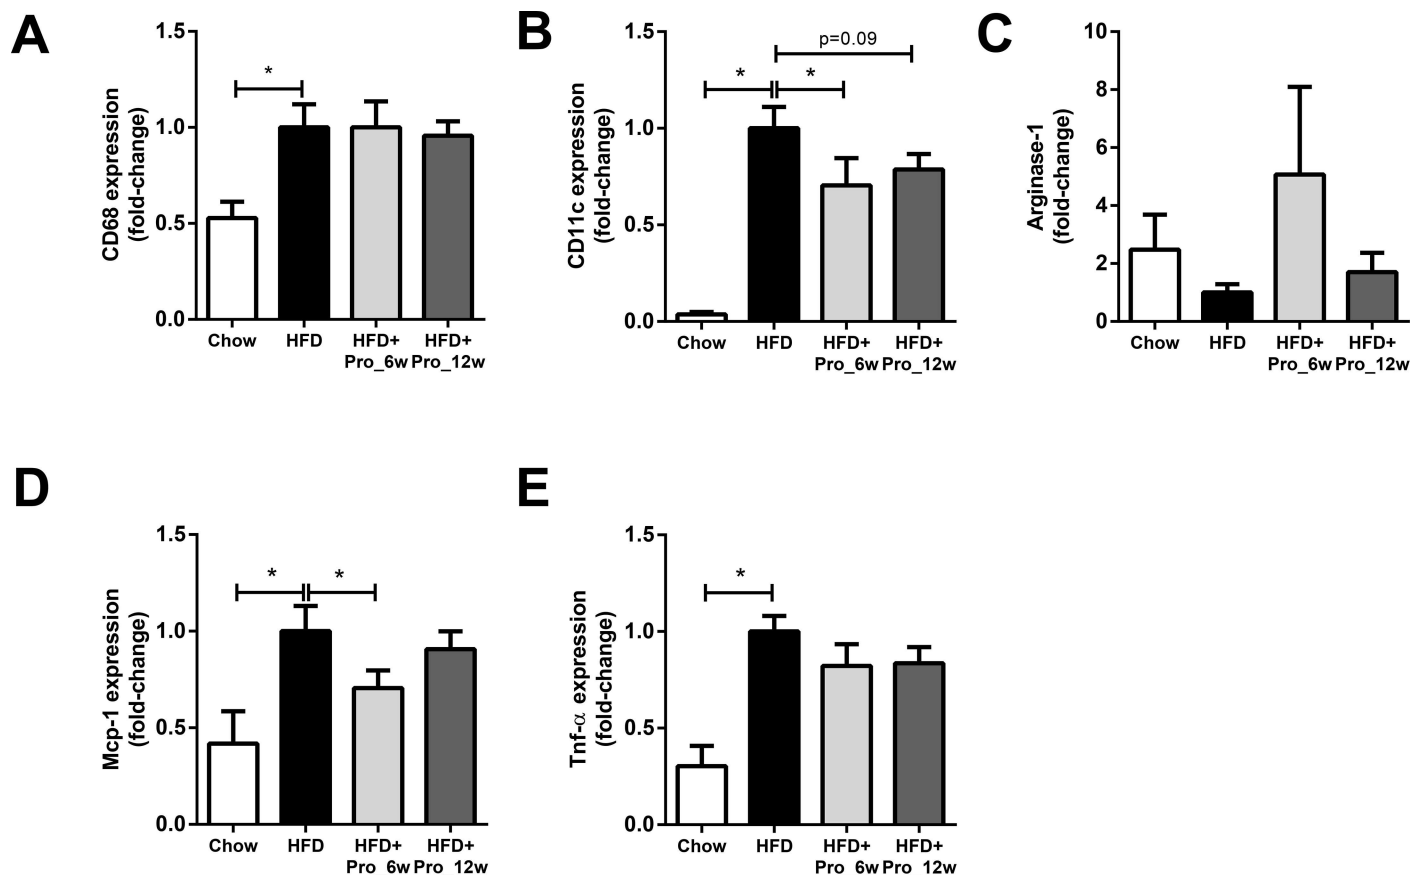 A
CD68 expression
(fold-change)
1.5
1.0
0.5
0.0
*
Chow
HFD
HFD+
Pro_6w
HFD+
Pro_12w
B
CD11c expression
(fold-change)
1.5
1.0
0.5
0.0
*
*
p=0.09
Chow
HFD
HFD+
Pro_6w
HFD+
Pro_12w
C
Arginase-1
(fold-change)
10
8
6
4
2
0
Chow
HFD
HFD+
Pro_6w
HFD+
Pro_12w
D
Mcp-1 expression
(fold-change)
1.5
1.0
0.5
0.0
*
*
Chow
HFD
HFD+
Pro 6w
HFD+
Pro 12w
E
Tnf-α expression
(fold-change)
1.5
1.0
0.5
0.0
*
Chow
HFD
HFD+
Pro 6w
HFD+
Pro 12w